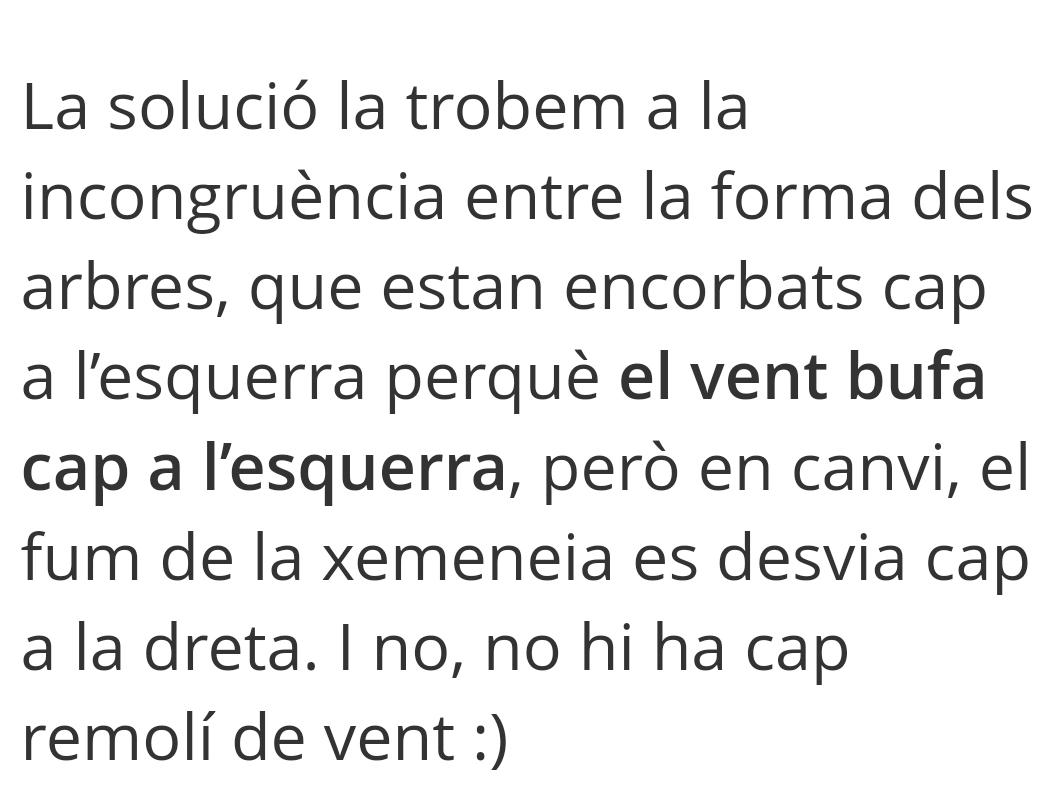 La solució la trobem a la
incongruència entre la forma dels
arbres, que estan encorbats cap
a l’esquerra perquè el vent bufa
cap a l’esquerra, però en canvi, el
fum de la xemeneia es desvia cap
a la dreta. I no, no hi ha cap
remolí de vent :)